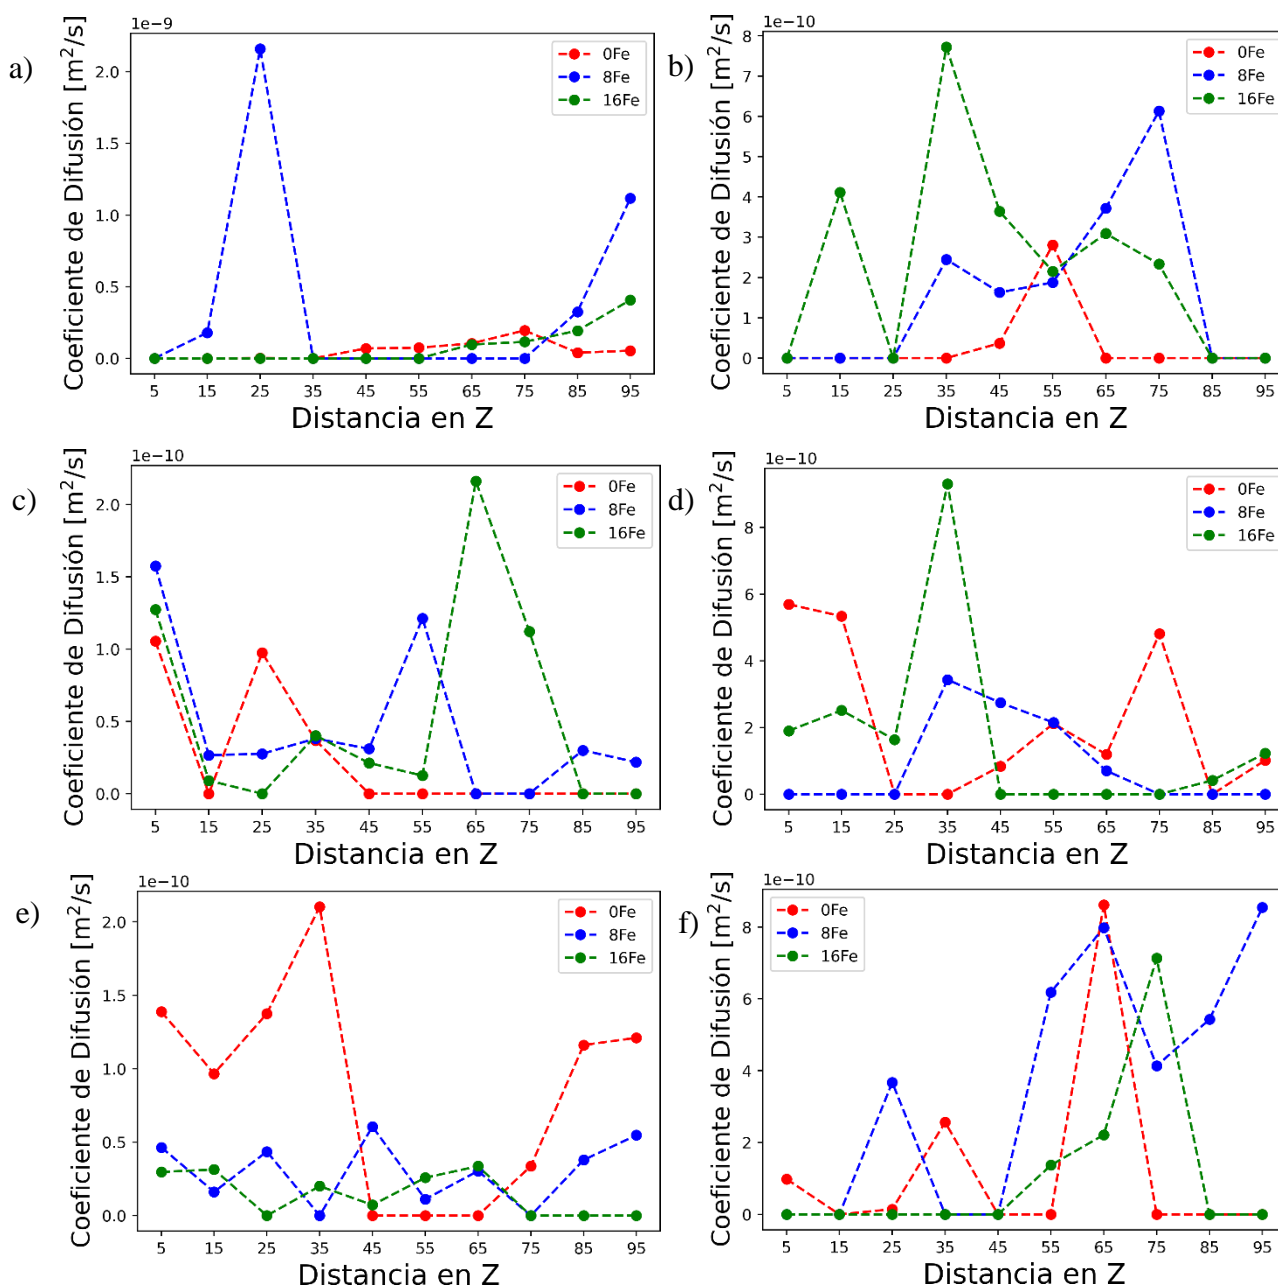 a)
1e−9
Coeficiente de Difusión [m²/s]
2.0
1.5
1.0
0.5
0.0
0Fe
8Fe
16Fe
5 15 25 35 45 55 65 75 85 95
Distancia en Z
b)
1e−10
Coeficiente de Difusión [m²/s]
8
7
6
5
4
3
2
1
0
0Fe
8Fe
16Fe
5 15 25 35 45 55 65 75 85 95
Distancia en Z
c)
1e−10
Coeficiente de Difusión [m²/s]
2.0
1.5
1.0
0.5
0.0
0Fe
8Fe
16Fe
5 15 25 35 45 55 65 75 85 95
Distancia en Z
d)
1e−10
Coeficiente de Difusión [m²/s]
8
6
4
2
0
0Fe
8Fe
16Fe
5 15 25 35 45 55 65 75 85 95
Distancia en Z
e)
1e−10
Coeficiente de Difusión [m²/s]
2.0
1.5
1.0
0.5
0.0
0Fe
8Fe
16Fe
5 15 25 35 45 55 65 75 85 95
Distancia en Z
f)
1e−10
Coeficiente de Difusión [m²/s]
8
6
4
2
0
0Fe
8Fe
16Fe
5 15 25 35 45 55 65 75 85 95
Distancia en Z